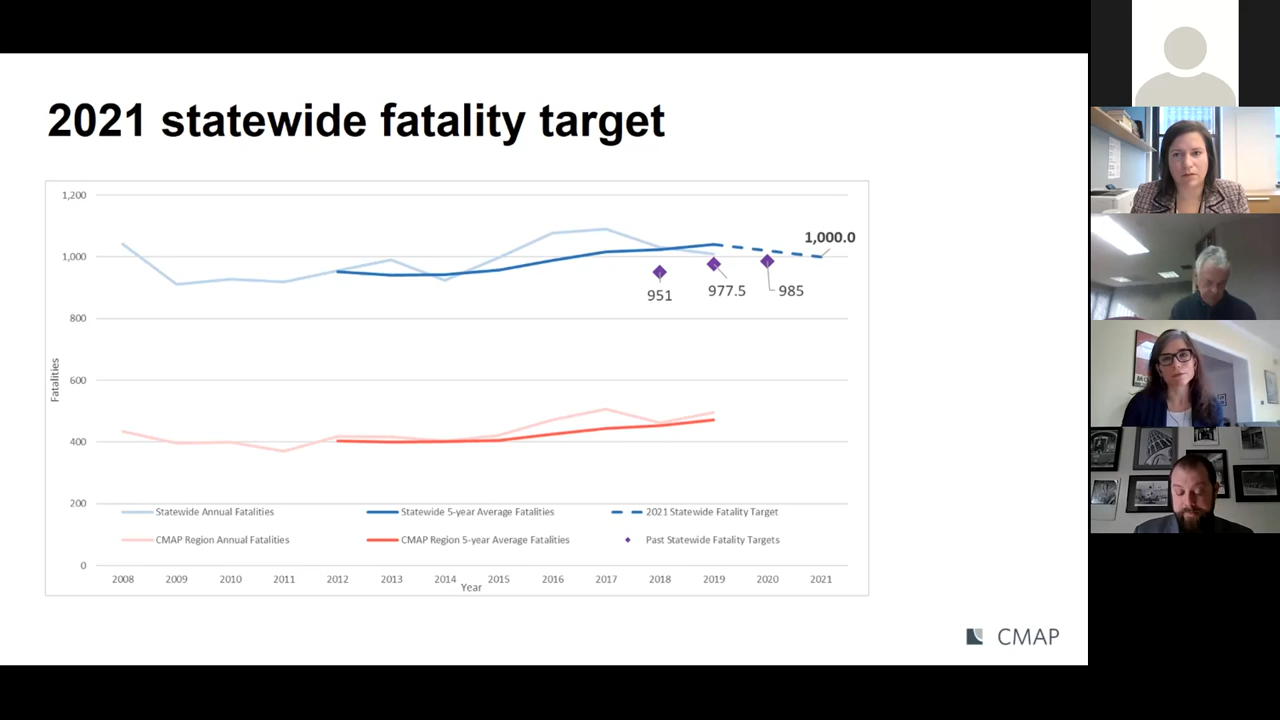 2021 statewide fatality target
1,200
1,000
800
600
400
200
0
Fatalities
1,000.0
951
977.5
985
Statewide Annual Fatalities
Statewide 5-year Average Fatalities
2021 Statewide Fatality Target
CMAP Region Annual Fatalities
CMAP Region 5-year Average Fatalities
Past Statewide Fatality Targets
2008 2009 2010 2011 2012 2013 2014 2015 2016 2017 2018 2019 2020 2021
Year
CMAP